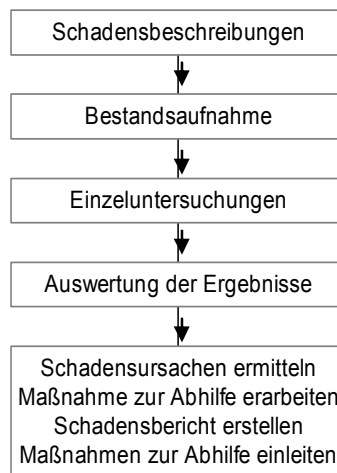 Schadensbeschreibungen
Bestandsaufnahme
Einzeluntersuchungen
Auswertung der Ergebnisse
Schadensursachen ermitteln
Maßnahme zur Abhilfe erarbeiten
Schadensbericht erstellen
Maßnahmen zur Abhilfe einleiten